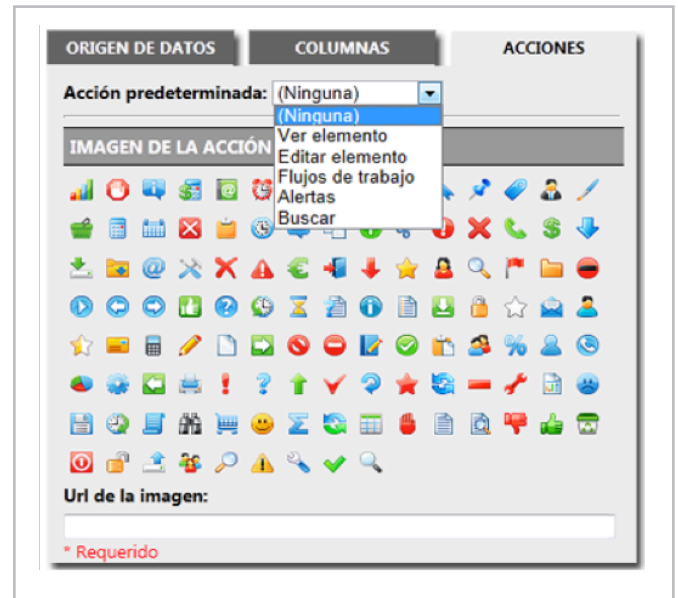 ORIGEN DE DATOS COLUMNAS ACCIONES
Acción predeterminada: (Ninguna)
(Ninguna)
Ver elemento
Editar elemento
Flujos de trabajo
Alertas
Buscar
IMAGEN DE LA ACCIÓN
Url de la imagen:
* Requerido